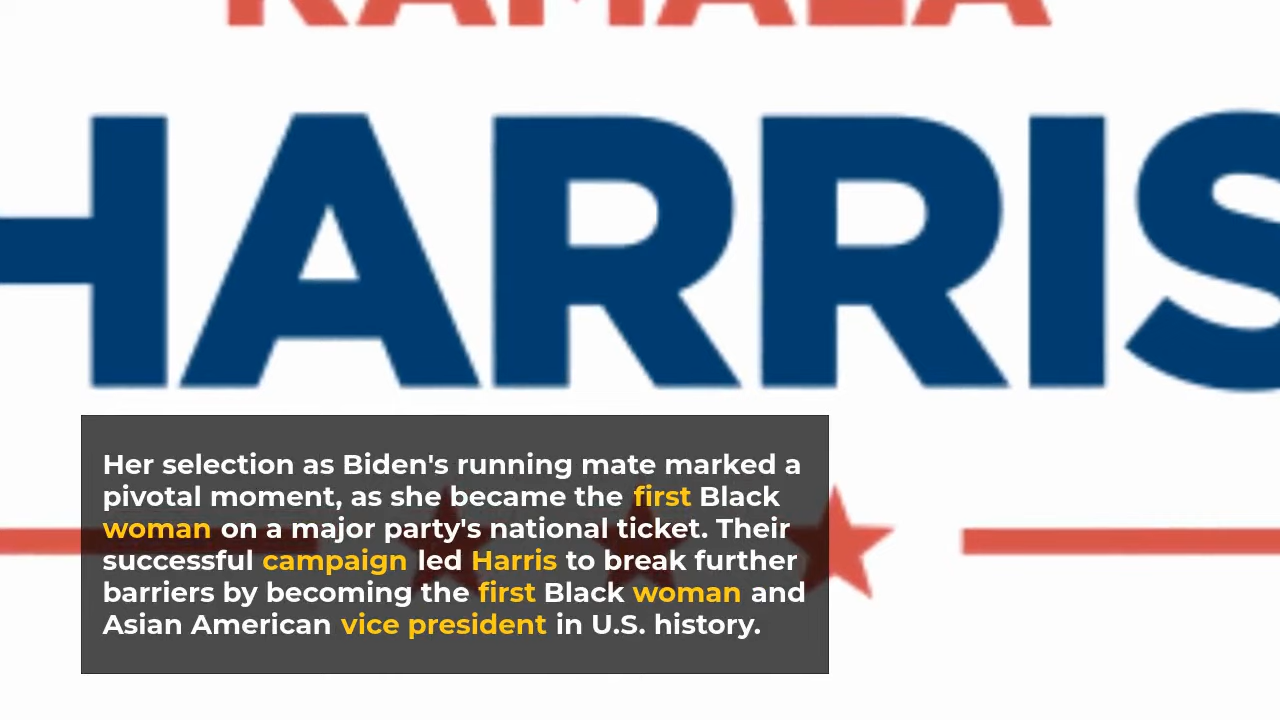 KAMALA
HARRIS
Her selection as Biden's running mate marked a
pivotal moment, as she became the first Black
woman on a major party's national ticket. Their
successful campaign led Harris to break further
barriers by becoming the first Black woman and
Asian American vice president in U.S. history.